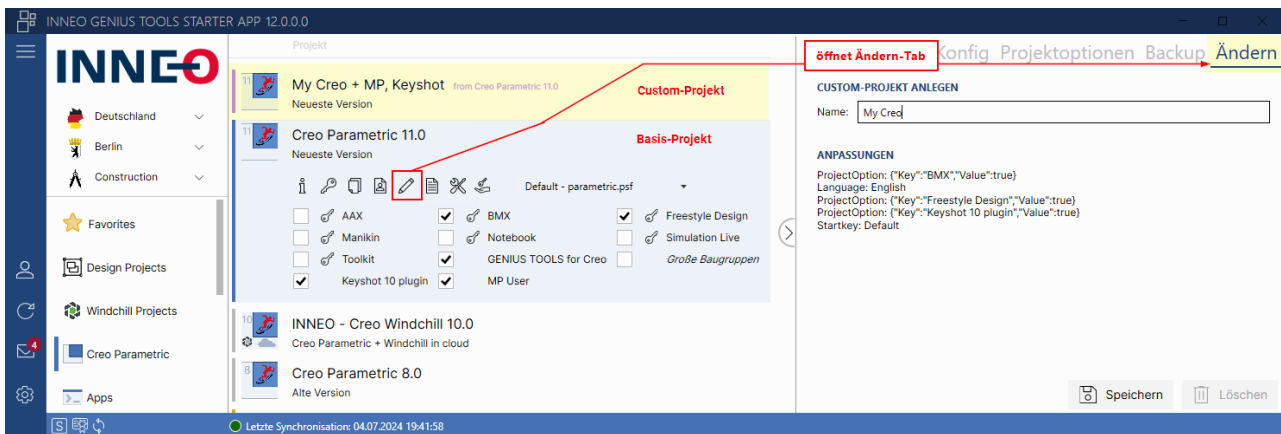 INNEO GENIUS TOOLS STARTER APP 12.0.0.0
INNEO
Deutschland
Berlin
Construction
Favorites
Design Projects
Windchill Projects
Creo Parametric
Apps
4
Projekt
11
My Creo + MP, Keyshot from Creo Parametric 11.0
Neueste Version
Custom-Projekt
11
Creo Parametric 11.0
Neueste Version
Basis-Projekt
Default - parametric.psf
AAX BMX Freestyle Design
Manikin Notebook Simulation Live
Toolkit GENIUS TOOLS for Creo Große Baugruppen
Keyshot 10 plugin MP User
10
INNEO - Creo Windchill 10.0
Creo Parametric + Windchill in cloud
8
Creo Parametric 8.0
Alte Version
öffnet Ändern-Tab
Konfig Projektoptionen Backup Ändern
CUSTOM-PROJEKT ANLEGEN
Name: My Creo
ANPASSUNGEN
ProjectOption: {"Key":"BMX","Value":true}
Language: English
ProjectOption: {"Key":"Freestyle Design","Value":true}
ProjectOption: {"Key":"Keyshot 10 plugin","Value":true}
Startkey: Default
Speichern Löschen
S
Letzte Synchronisation: 04.07.2024 19:41:58